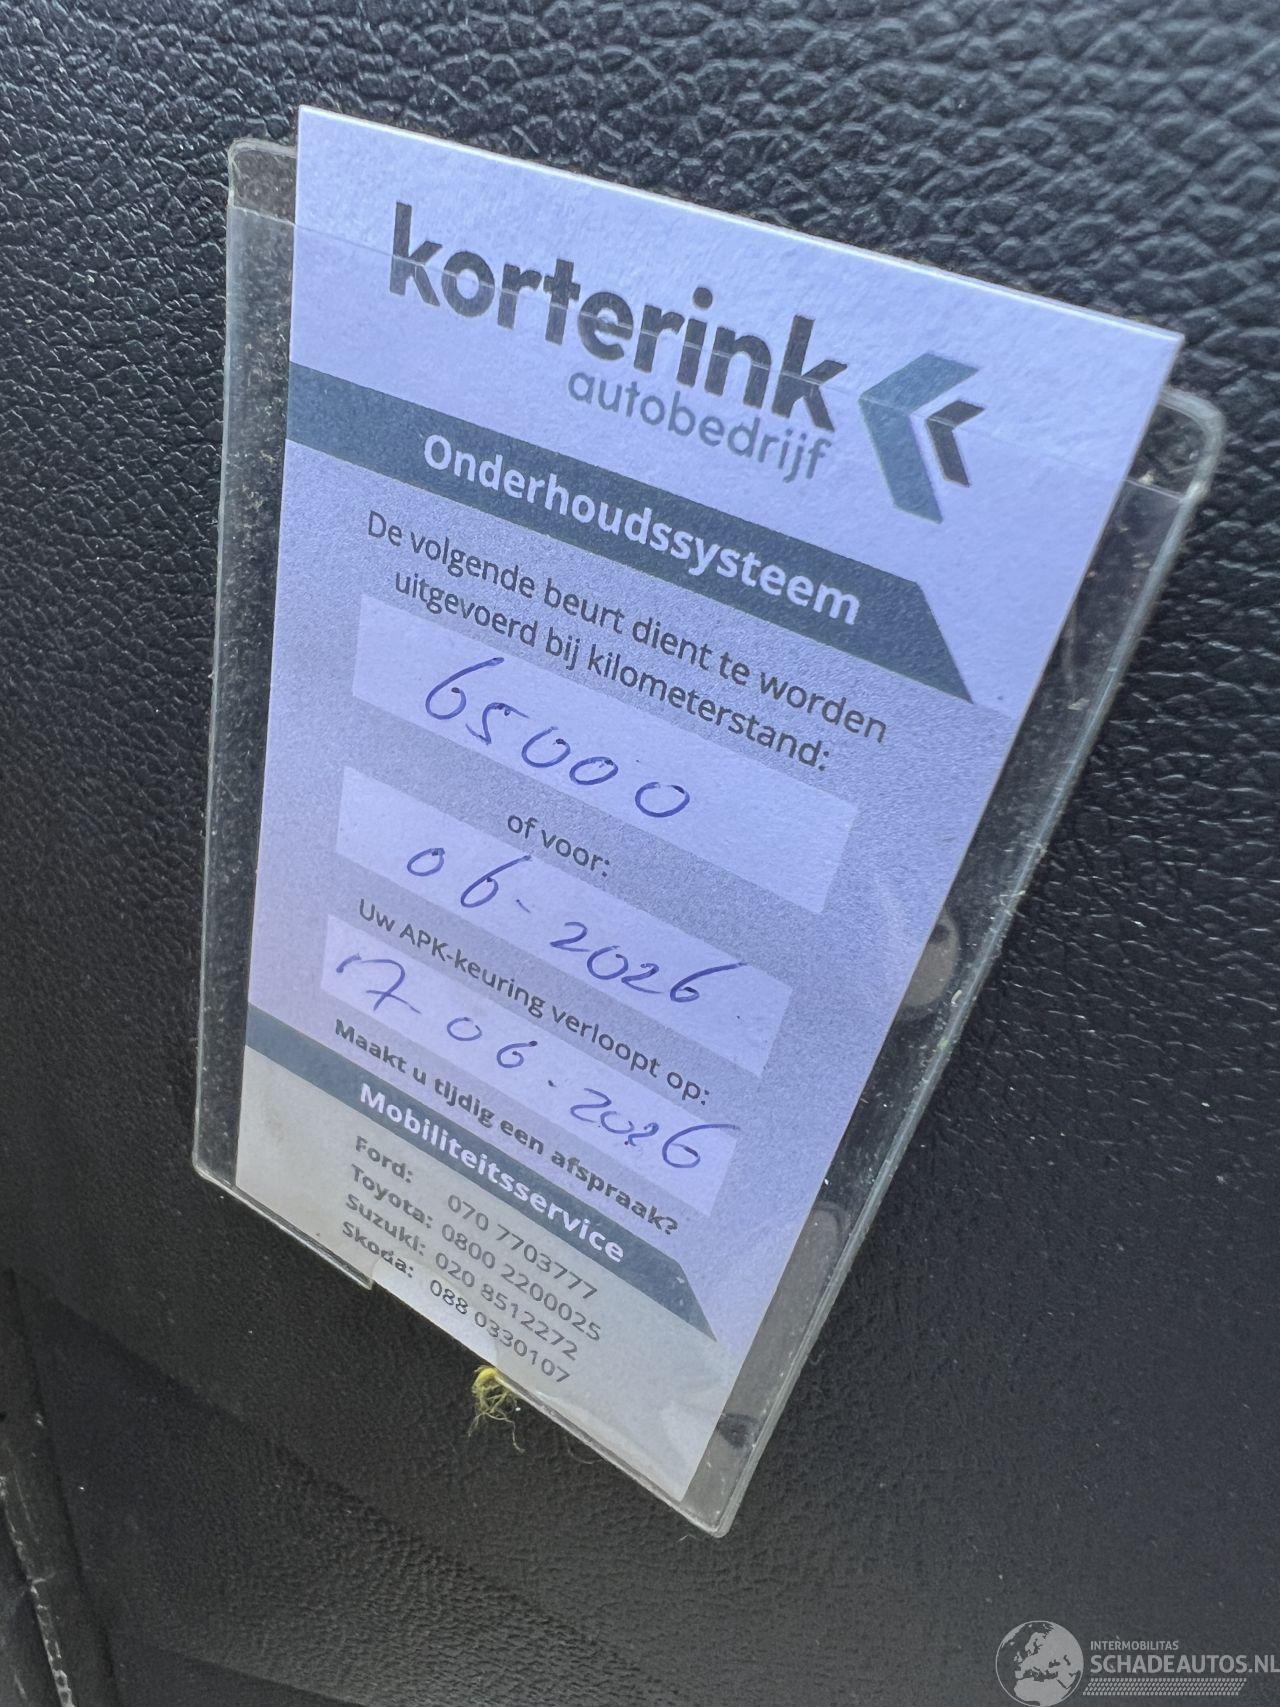 korterink
autobedrijf
Onderhoudssysteem
De volgende beurt dient te worden
uitgevoerd bij kilometerstand:
65000
of voor:
06-2026
Uw APK-keuring verloopt op:
17-06-2026
Maakt u tijdig een afspraak?
Mobiliteitsservice
Ford: 070 7703777
Toyota: 0800 2200025
Suzuki: 020 8512272
Skoda: 088 0330107
INTERMOBILITAS
SCHADEAUTOS.NL